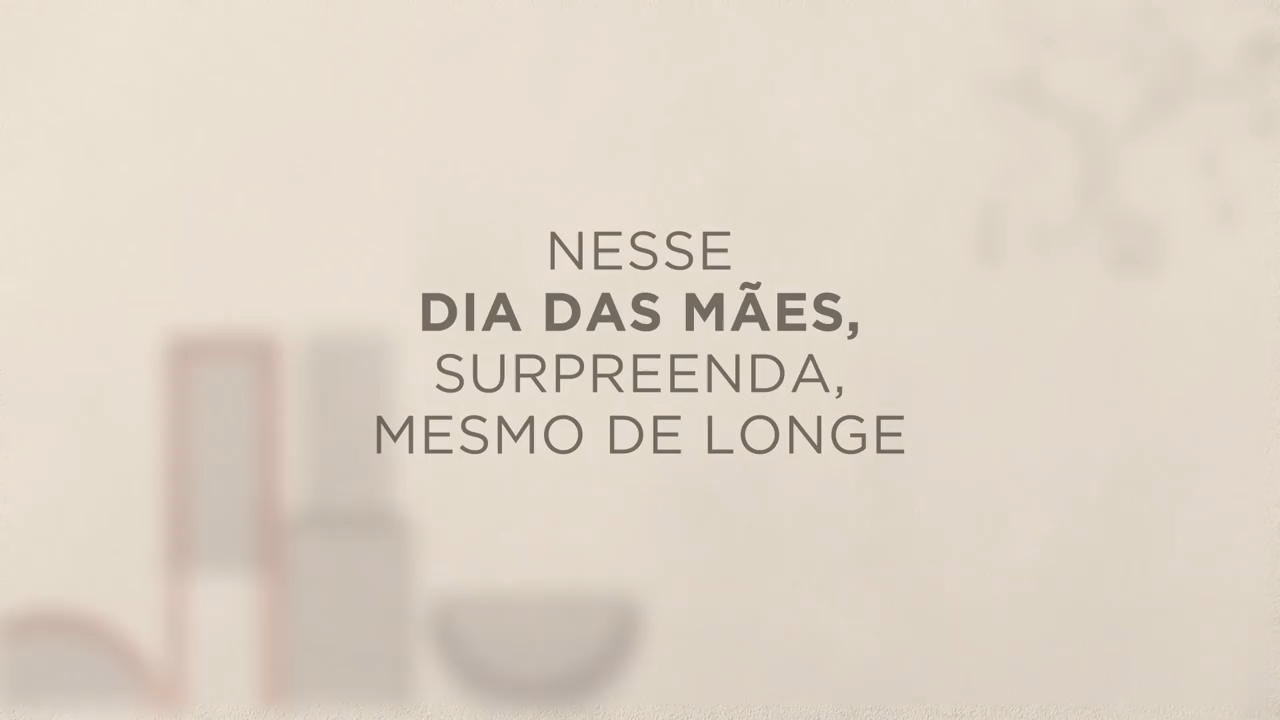 NESSE
DIA DAS MÃES,
SURPREENDA,
MESMO DE LONGE